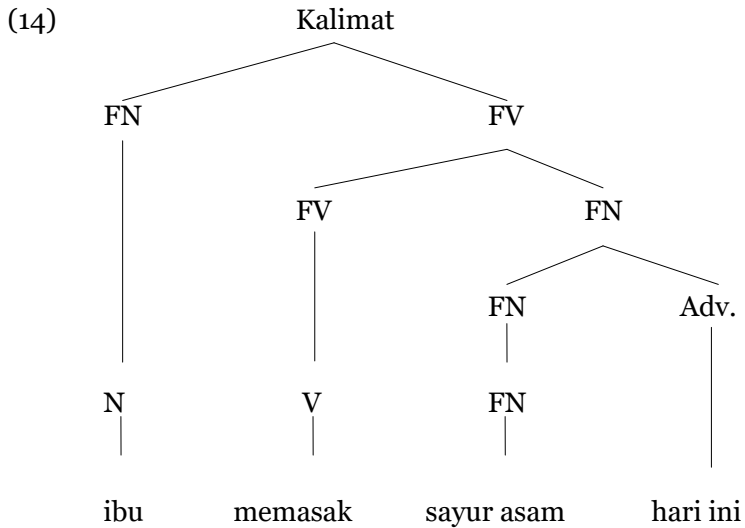 (14) Kalimat
FN FV
FV FN
FN Adv.
N V FN
ibu memasak sayur asam hari ini